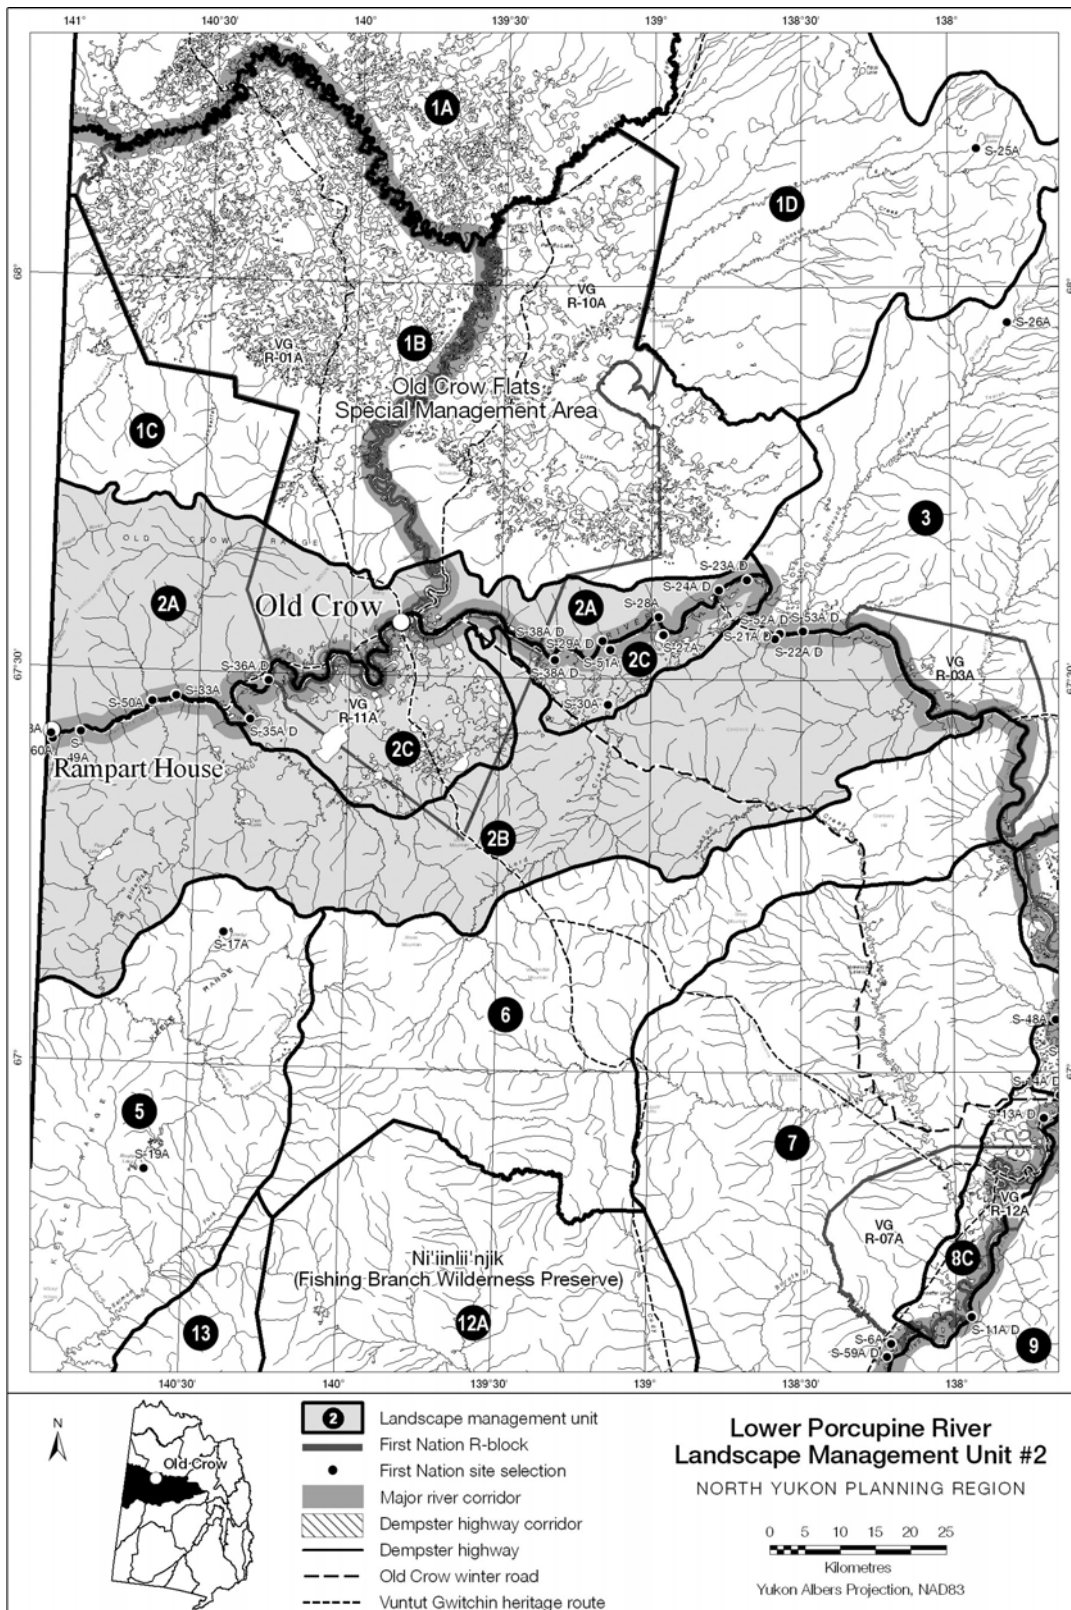 141°
140°30'
140°
139°30'
139°
138°30'
138°
1A
S-25A
1D
68°
VG
R-10A
S-26A
1B
VG
R-01A
Old Crow Flats
Special Management Area
1C
3
OLD CROW RANGE
S-23A/D
S-24A/D
2A
2A
Old Crow
S-28A
S-52A/D
S-53A/D
S-38A/D
S-29A/D
S-21A/D
S-22A/D
S-27A
S-51A
2C
S-38A/D
67°30'
S-36A/D
VG
R-03A
S-33A
S-50A
S-30A
VG
R-11A
S-35A/D
2C
60A
S-
49A
Rampart House
2B
S-17A
6
S-48A
67°
5
S-13A/D
7
S-19A
VG
R-12A
VG
R-07A
Ni'iinlii'njik
(Fishing Branch Wilderness Preserve)
8C
12A
13
S-11A/D
S-6A
S-59A/D
9
140°30'
140°
139°30'
139°
138°30'
138°
N
Old Crow
2
Landscape management unit
First Nation R-block
First Nation site selection
Major river corridor
Dempster highway corridor
Dempster highway
Old Crow winter road
Vuntut Gwitchin heritage route
Lower Porcupine River
Landscape Management Unit #2
NORTH YUKON PLANNING REGION
0 5 10 15 20 25
Kilometres
Yukon Albers Projection, NAD83